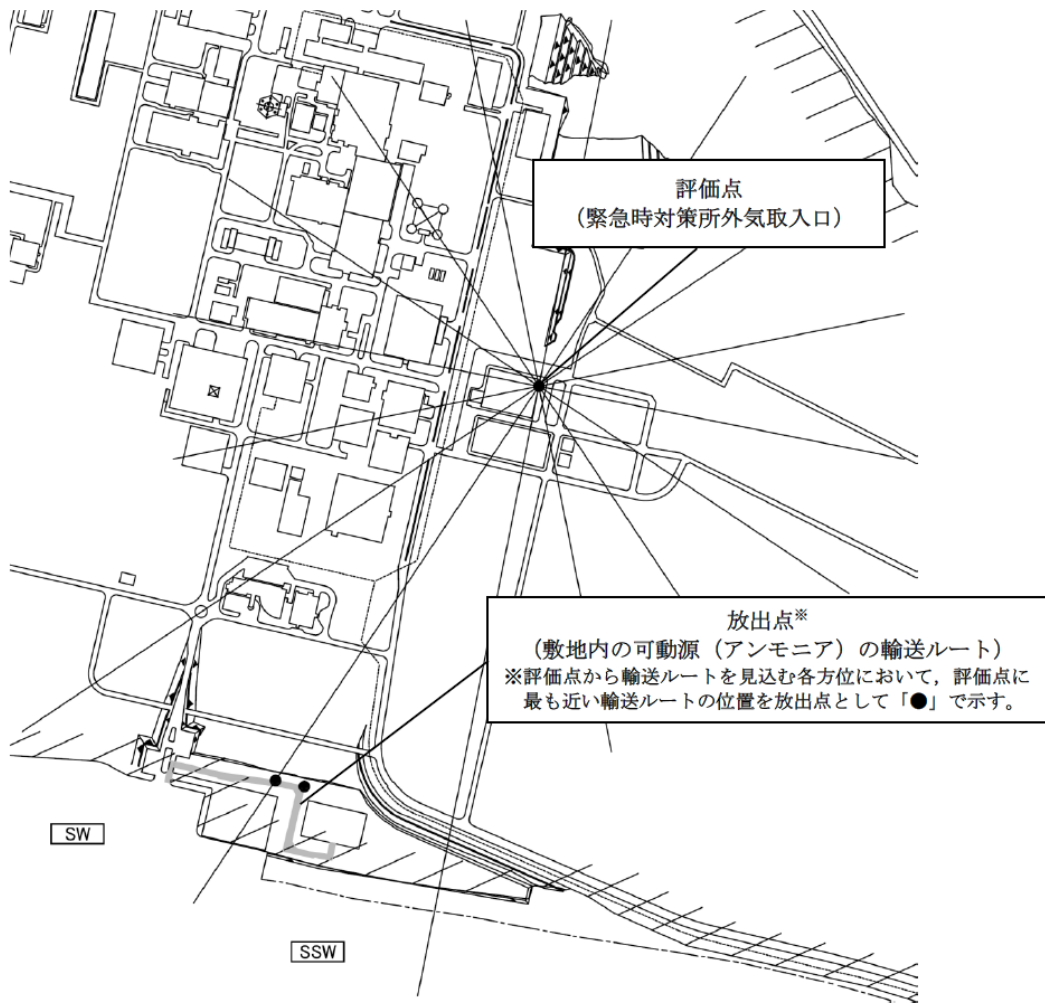 評価点
（緊急時対策所外気取入口）
放出点※
（敷地内の可動源（アンモニア）の輸送ルート）
※評価点から輸送ルートを見込む各方位において，評価点に
最も近い輸送ルートの位置を放出点として「●」で示す。
SW
SSW